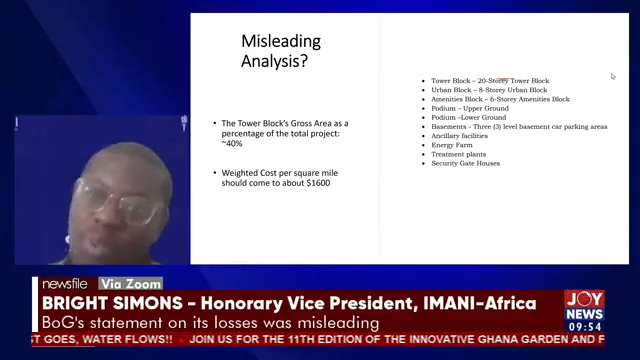 Misleading
Analysis?
• The Tower Block's Gross Area as a
percentage of the total project:
~40%
• Weighted Cost per square mile
should come to about $1600
• Tower Block – 20-Storey Tower Block
• Urban Block – 8-Storey Urban Block
• Amenities Block – 6-Storey Amenities Block
• Podium – Upper Ground
• Podium –Lower Ground
• Basements - Three (3) level basement car parking areas
• Ancillary facilities
• Energy Farm
• Treatment plants
• Security Gate Houses
newsfile Via Zoom
BRIGHT SIMONS - Honorary Vice President, IMANI-Africa
BoG's statement on its losses was misleading
JOY
NEWS
09:54
ST GOES, WATER FLOWS!! - JOIN US FOR THE 11TH EDITION OF THE INNOVATIVE GHANA GARDEN AND F